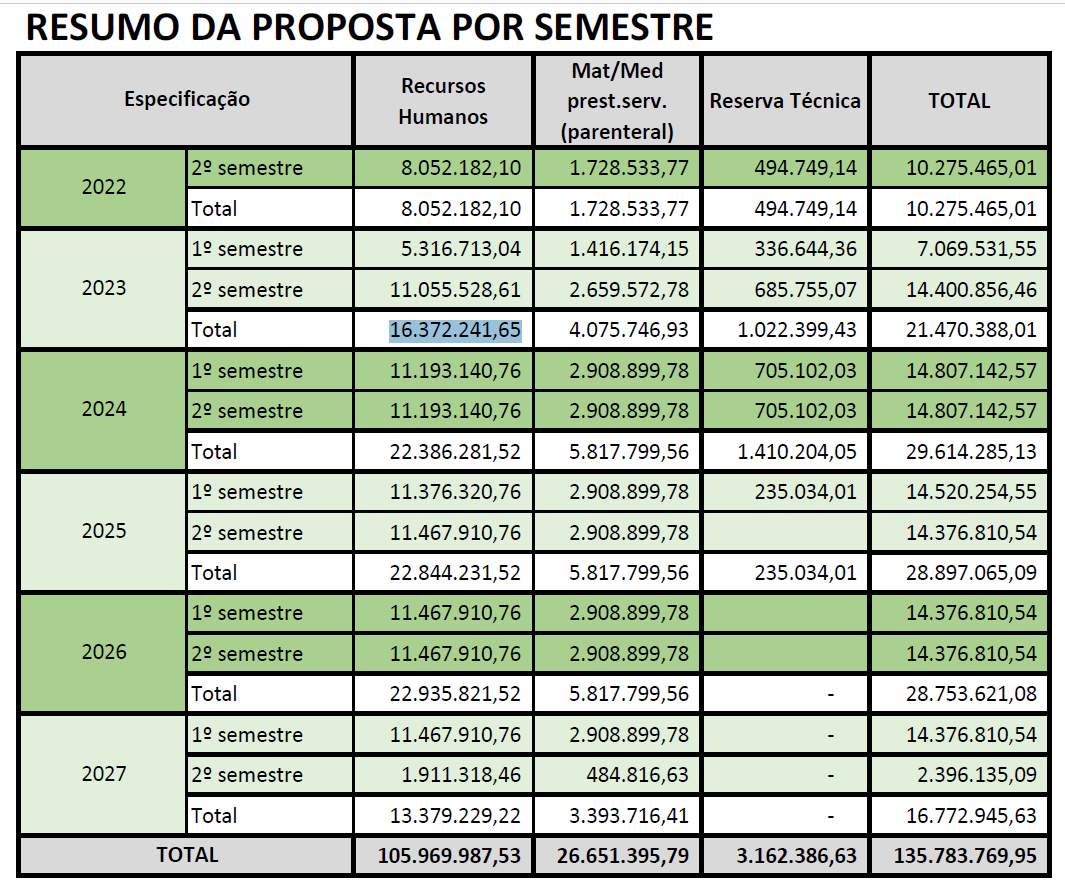 RESUMO DA PROPOSTA POR SEMESTRE
Especificação Recursos Humanos Mat/Med prest.serv. (parenteral) Reserva Técnica TOTAL
2022
2º semestre 8.052.182,10 1.728.533,77 494.749,14 10.275.465,01
Total 8.052.182,10 1.728.533,77 494.749,14 10.275.465,01
2023
1º semestre 5.316.713,04 1.416.174,15 336.644,36 7.069.531,55
2º semestre 11.055.528,61 2.659.572,78 685.755,07 14.400.856,46
Total 16.372.241,65 4.075.746,93 1.022.399,43 21.470.388,01
2024
1º semestre 11.193.140,76 2.908.899,78 705.102,03 14.807.142,57
2º semestre 11.193.140,76 2.908.899,78 705.102,03 14.807.142,57
Total 22.386.281,52 5.817.799,56 1.410.204,05 29.614.285,13
2025
1º semestre 11.376.320,76 2.908.899,78 235.034,01 14.520.254,55
2º semestre 11.467.910,76 2.908.899,78 14.376.810,54
Total 22.844.231,52 5.817.799,56 235.034,01 28.897.065,09
2026
1º semestre 11.467.910,76 2.908.899,78 14.376.810,54
2º semestre 11.467.910,76 2.908.899,78 14.376.810,54
Total 22.935.821,52 5.817.799,56 - 28.753.621,08
2027
1º semestre 11.467.910,76 2.908.899,78 - 14.376.810,54
2º semestre 1.911.318,46 484.816,63 - 2.396.135,09
Total 13.379.229,22 3.393.716,41 - 16.772.945,63
TOTAL 105.969.987,53 26.651.395,79 3.162.386,63 135.783.769,95